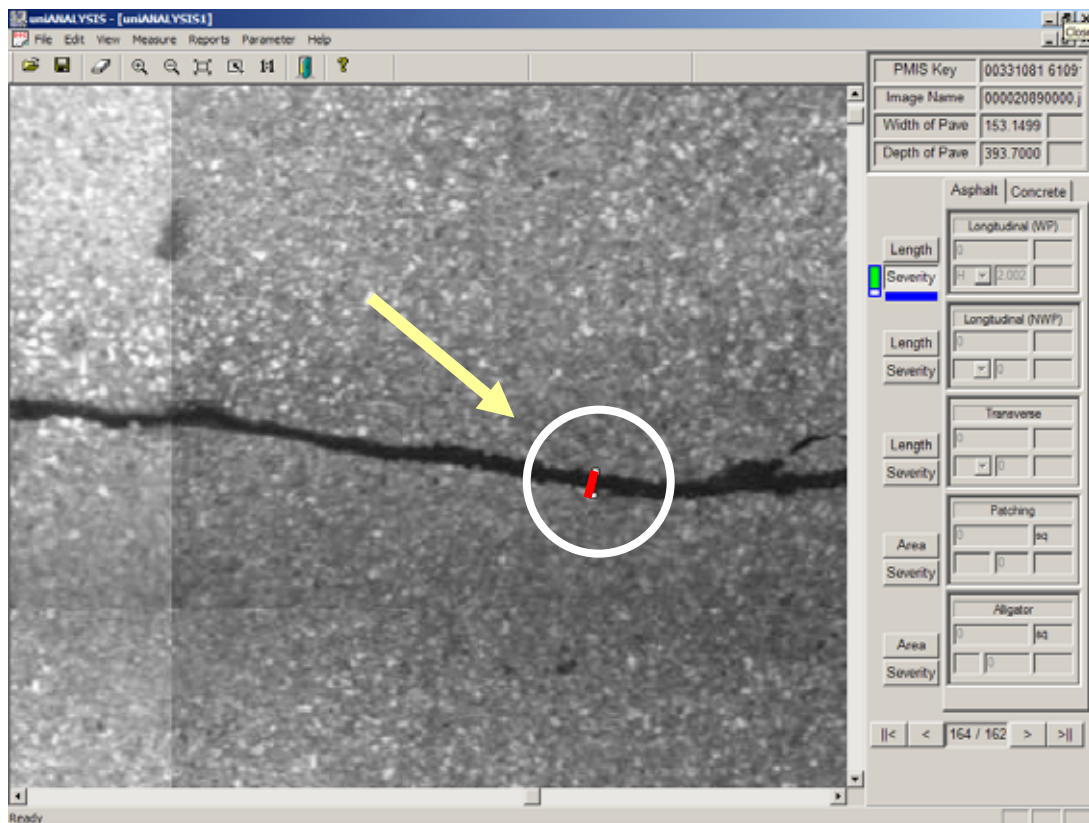 uniANALYSIS - [uniANALYSIS1]
Close
File Edit View Measure Reports Parameter Help
PMIS Key 00331081 6109
Image Name 000020890000.j
Width of Pave 153.1499
Depth of Pave 393.7000
Asphalt Concrete
Longitudinal (WP)
Length 0
Severity H 2.002
Longitudinal (NWP)
Length 0
Severity 0
Transverse
Length 0
Severity 0
Patching
Area 0 sq
Severity 0
Alligator
Area 0 sq
Severity 0
||< < 164 / 162 > >||
Ready